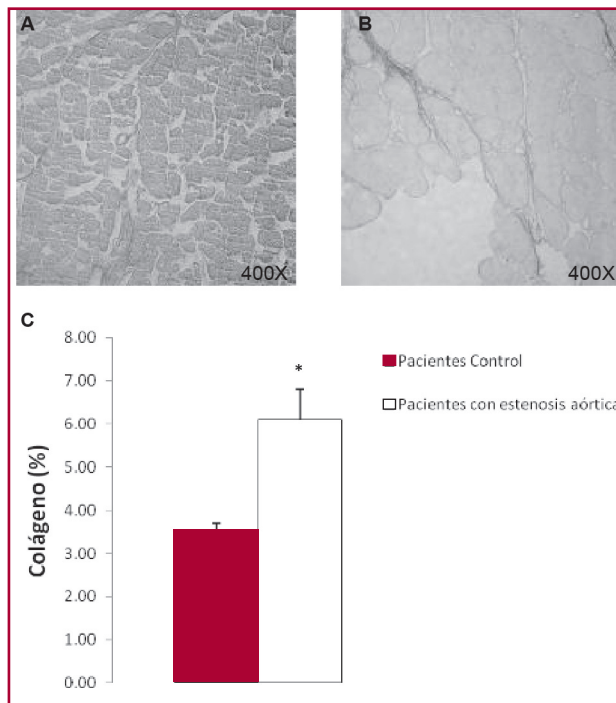 A
B
400X
400X
C
8.00
7.00
6.00
5.00
4.00
3.00
2.00
1.00
0.00
Colágeno (%)
*
Pacientes Control
Pacientes con estenosis aórtica